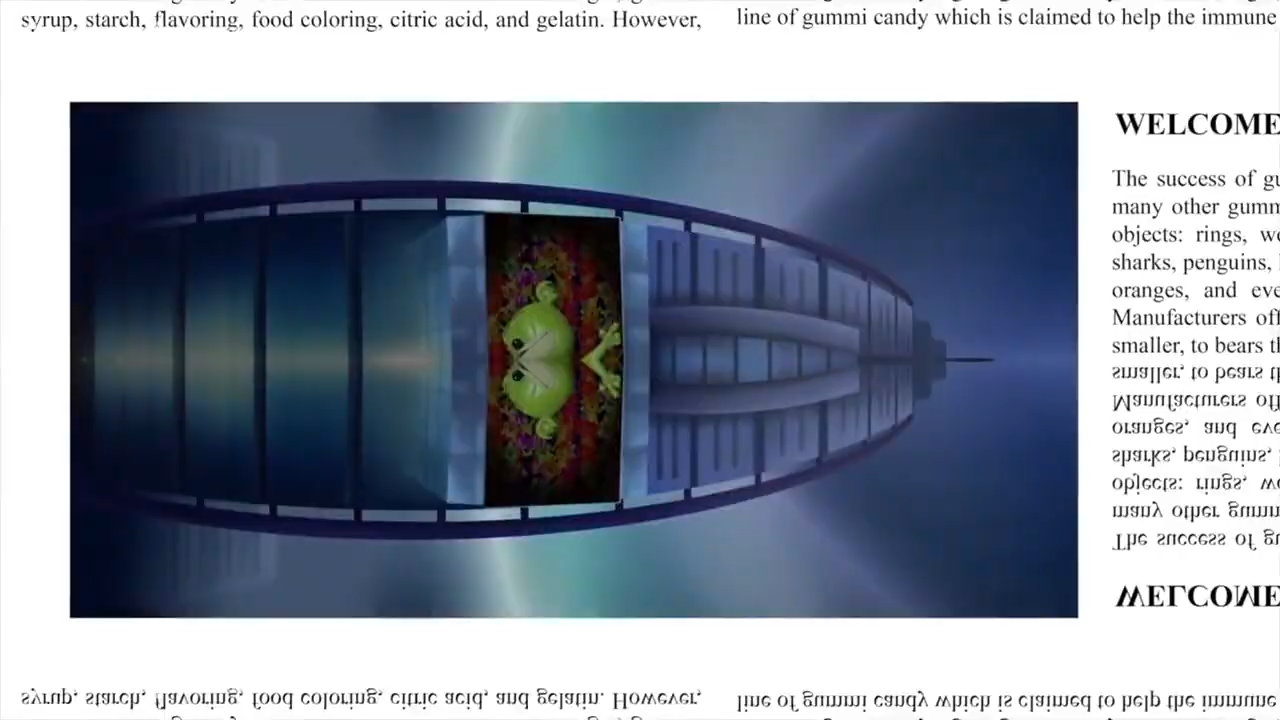 syrup, starch, flavoring, food coloring, citric acid, and gelatin. However,
line of gummi candy which is claimed to help the immune
WELCOME
The success of gu
many other gumm
objects: rings, wo
sharks, penguins,
oranges, and eve
Manufacturers off
smaller, to bears th
smaller, to bears th
Manufacturers off
oranges, and eve
sharks, penguins,
objects: rings, wo
many other gumm
The success of gu
WELCOME
syrup, starch, flavoring, food coloring, citric acid, and gelatin. However,
line of gummi candy which is claimed to help the immune